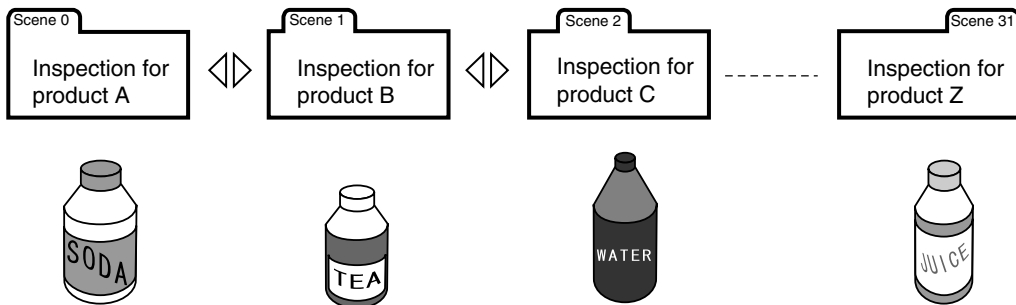 Scene 0
Inspection for
product A
Scene 1
Inspection for
product B
Scene 2
Inspection for
product C
Scene 31
Inspection for
product Z
SODA
TEA
WATER
JUICE